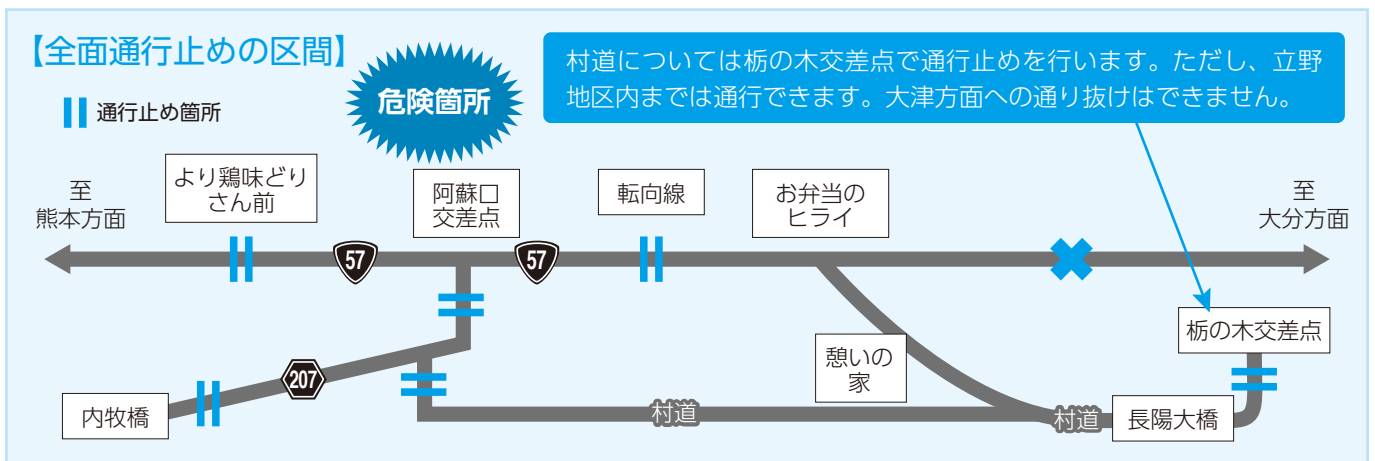 【全面通行止めの区間】
通行止め箇所
危険箇所
村道については栃の木交差点で通行止めを行います。ただし、立野
地区内までは通行できます。大津方面への通り抜けはできません。
至
熊本方面
より鶏味どり
さん前
阿蘇口
交差点
転向線
お弁当の
ヒライ
至
大分方面
57
57
栃の木交差点
憩いの
家
207
内牧橋
村道
村道
長陽大橋